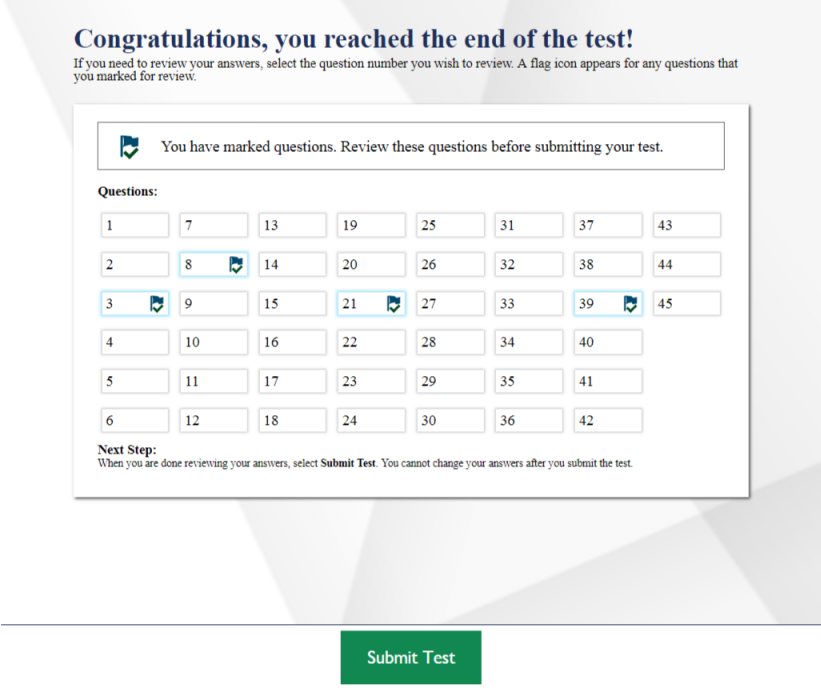 Congratulations, you reached the end of the test!
If you need to review your answers, select the question number you wish to review. A flag icon appears for any questions that
you marked for review.
You have marked questions. Review these questions before submitting your test.
Questions:
1 7 13 19 25 31 37 43
2 8 14 20 26 32 38 44
3 9 15 21 27 33 39 45
4 10 16 22 28 34 40
5 11 17 23 29 35 41
6 12 18 24 30 36 42
Next Step:
When you are done reviewing your answers, select Submit Test. You cannot change your answers after you submit the test.
Submit Test